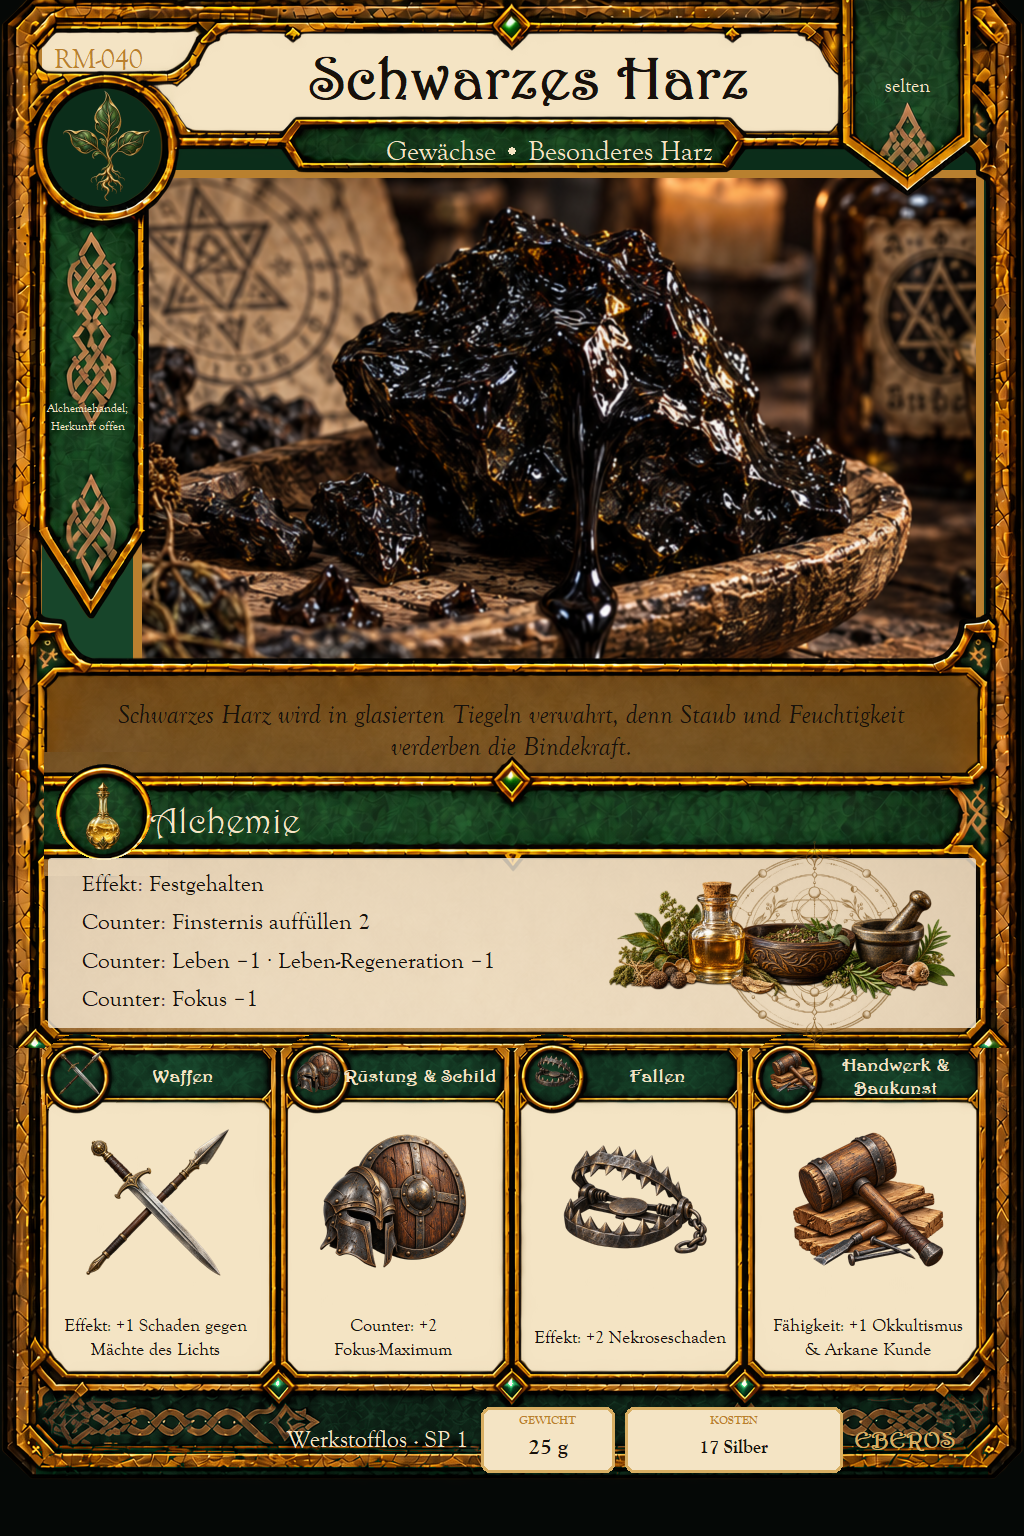 RM-040
Schwarzes Harz
selten
Gewächse • Besonderes Harz
Alchemiehandel;
Herkunft offen
Schwarzes Harz wird in glasierten Tiegeln verwahrt, denn Staub und Feuchtigkeit
verderben die Bindekraft.
Alchemie
Effekt: Festgehalten
Counter: Finsternis auffüllen 2
Counter: Leben −1 · Leben-Regeneration −1
Counter: Fokus −1
Waffen
Rüstung & Schild
Fallen
Handwerk &
Baukunst
Effekt: +1 Schaden gegen
Mächte des Lichts
Counter: +2
Fokus-Maximum
Effekt: +2 Nekroseschaden
Fähigkeit: +1 Okkultismus
& Arkane Kunde
Werkstofflos · SP 1
GEWICHT
25 g
KOSTEN
17 Silber
EBEROS